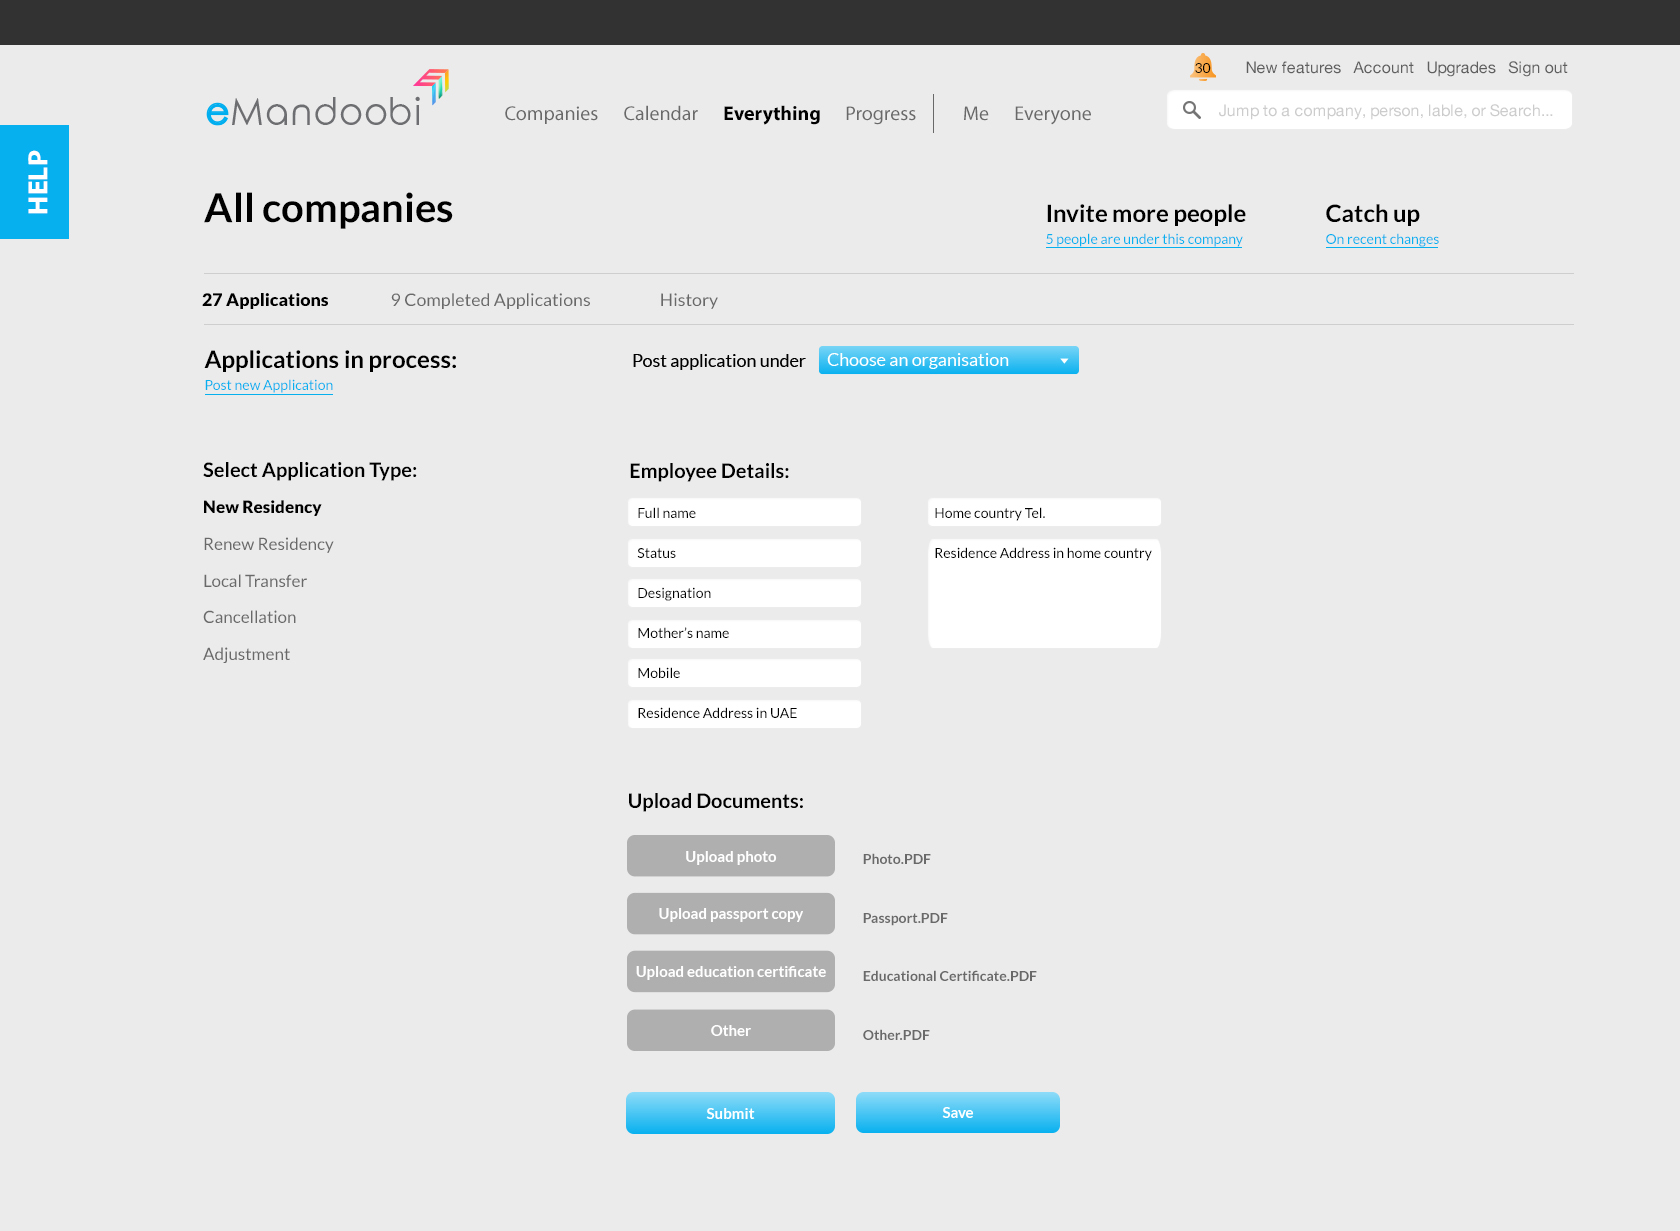 30 New features Account Upgrades Sign out
eMandoobi Companies Calendar Everything Progress Me Everyone
Jump to a company, person, lable, or Search...
HELP
All companies
Invite more people
5 people are under this company
Catch up
On recent changes
27 Applications 9 Completed Applications History
Applications in process:
Post new Application
Post application under Choose an organisation
Select Application Type:
New Residency
Renew Residency
Local Transfer
Cancellation
Adjustment
Employee Details:
Full name
Status
Designation
Mother's name
Mobile
Residence Address in UAE
Home country Tel.
Residence Address in home country
Upload Documents:
Upload photo Photo.PDF
Upload passport copy Passport.PDF
Upload education certificate Educational Certificate.PDF
Other Other.PDF
Submit Save